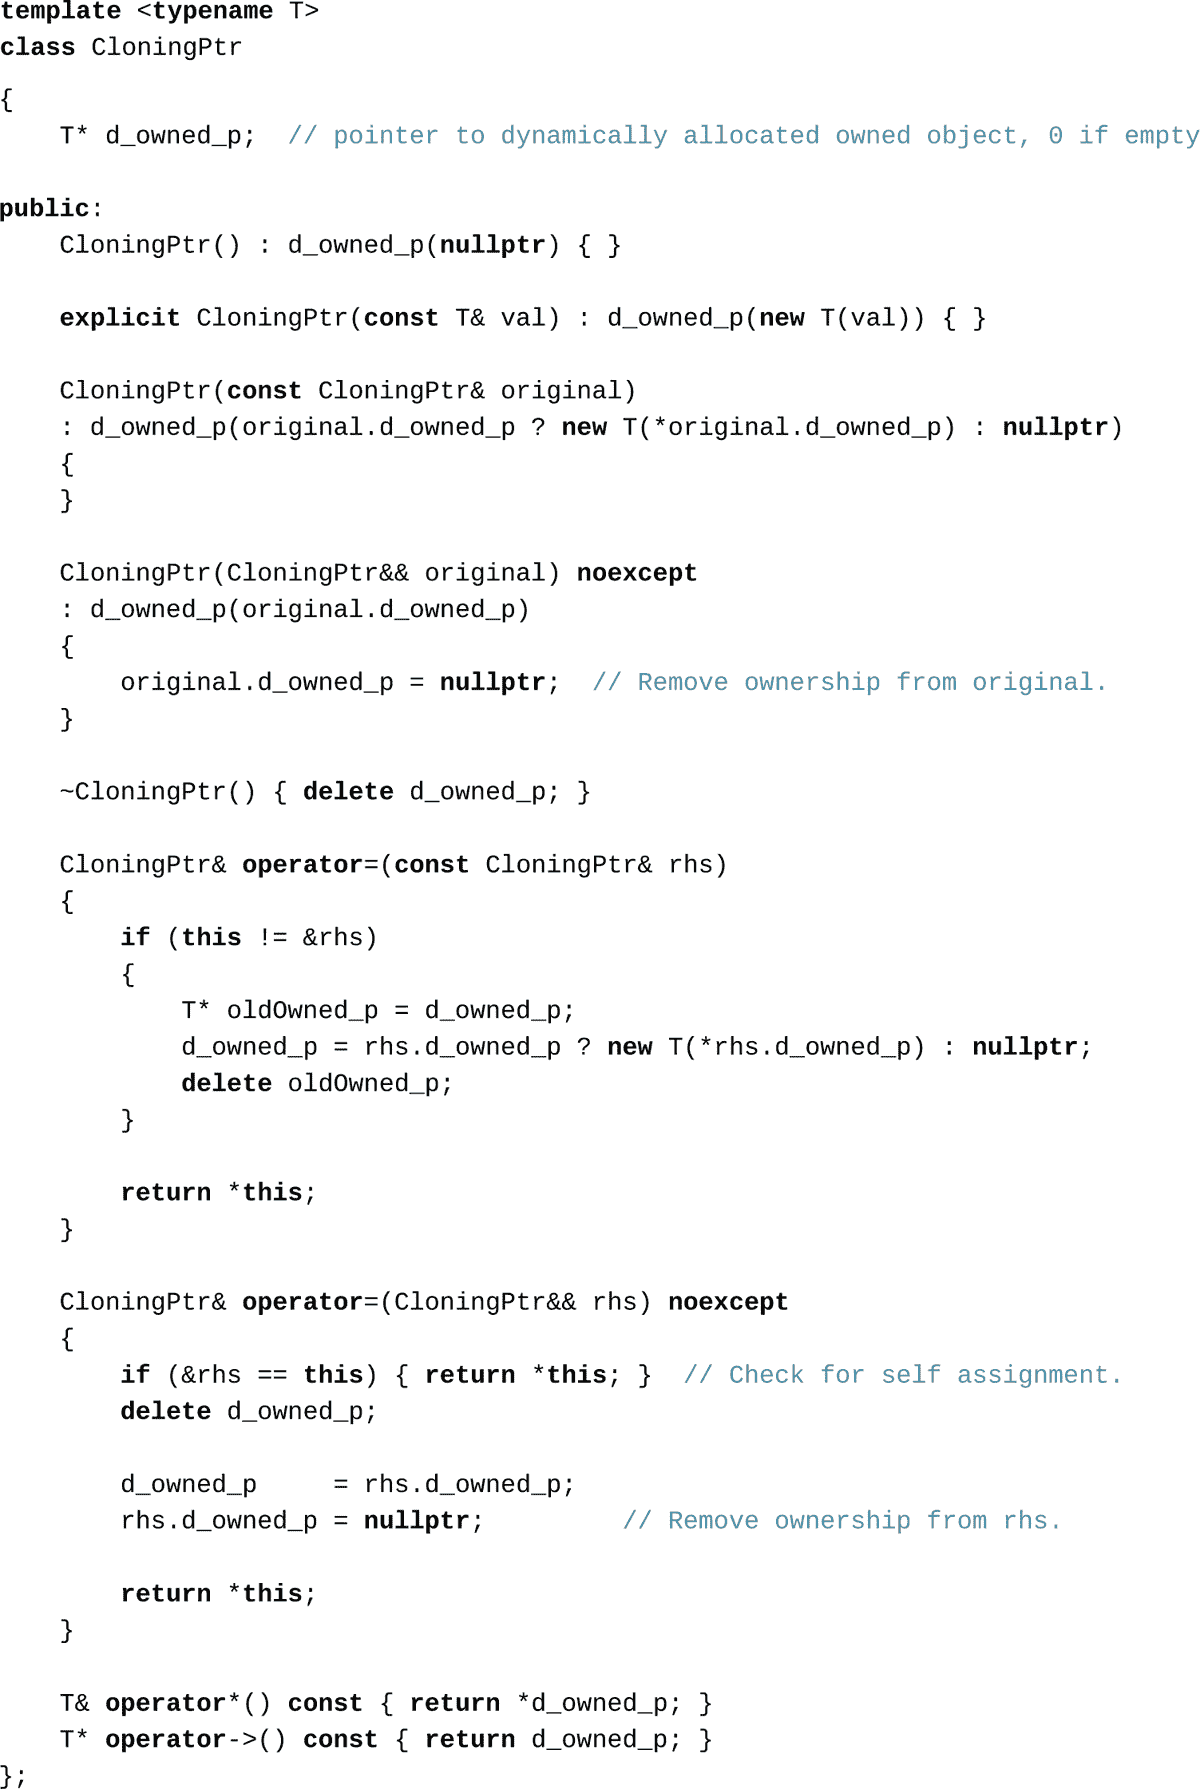 template <typename T>
class CloningPtr
{
    T* d_owned_p;  // pointer to dynamically allocated owned object, 0 if empty

public:
    CloningPtr() : d_owned_p(nullptr) { }

    explicit CloningPtr(const T& val) : d_owned_p(new T(val)) { }

    CloningPtr(const CloningPtr& original)
    : d_owned_p(original.d_owned_p ? new T(*original.d_owned_p) : nullptr)
    {
    }

    CloningPtr(CloningPtr&& original) noexcept
    : d_owned_p(original.d_owned_p)
    {
        original.d_owned_p = nullptr;  // Remove ownership from original.
    }

    ~CloningPtr() { delete d_owned_p; }

    CloningPtr& operator=(const CloningPtr& rhs)
    {
        if (this != &rhs)
        {
            T* oldOwned_p = d_owned_p;
            d_owned_p = rhs.d_owned_p ? new T(*rhs.d_owned_p) : nullptr;
            delete oldOwned_p;
        }

        return *this;
    }

    CloningPtr& operator=(CloningPtr&& rhs) noexcept
    {
        if (&rhs == this) { return *this; }  // Check for self assignment.
        delete d_owned_p;

        d_owned_p     = rhs.d_owned_p;
        rhs.d_owned_p = nullptr;         // Remove ownership from rhs.

        return *this;
    }

    T& operator*() const { return *d_owned_p; }
    T* operator->() const { return d_owned_p; }
};